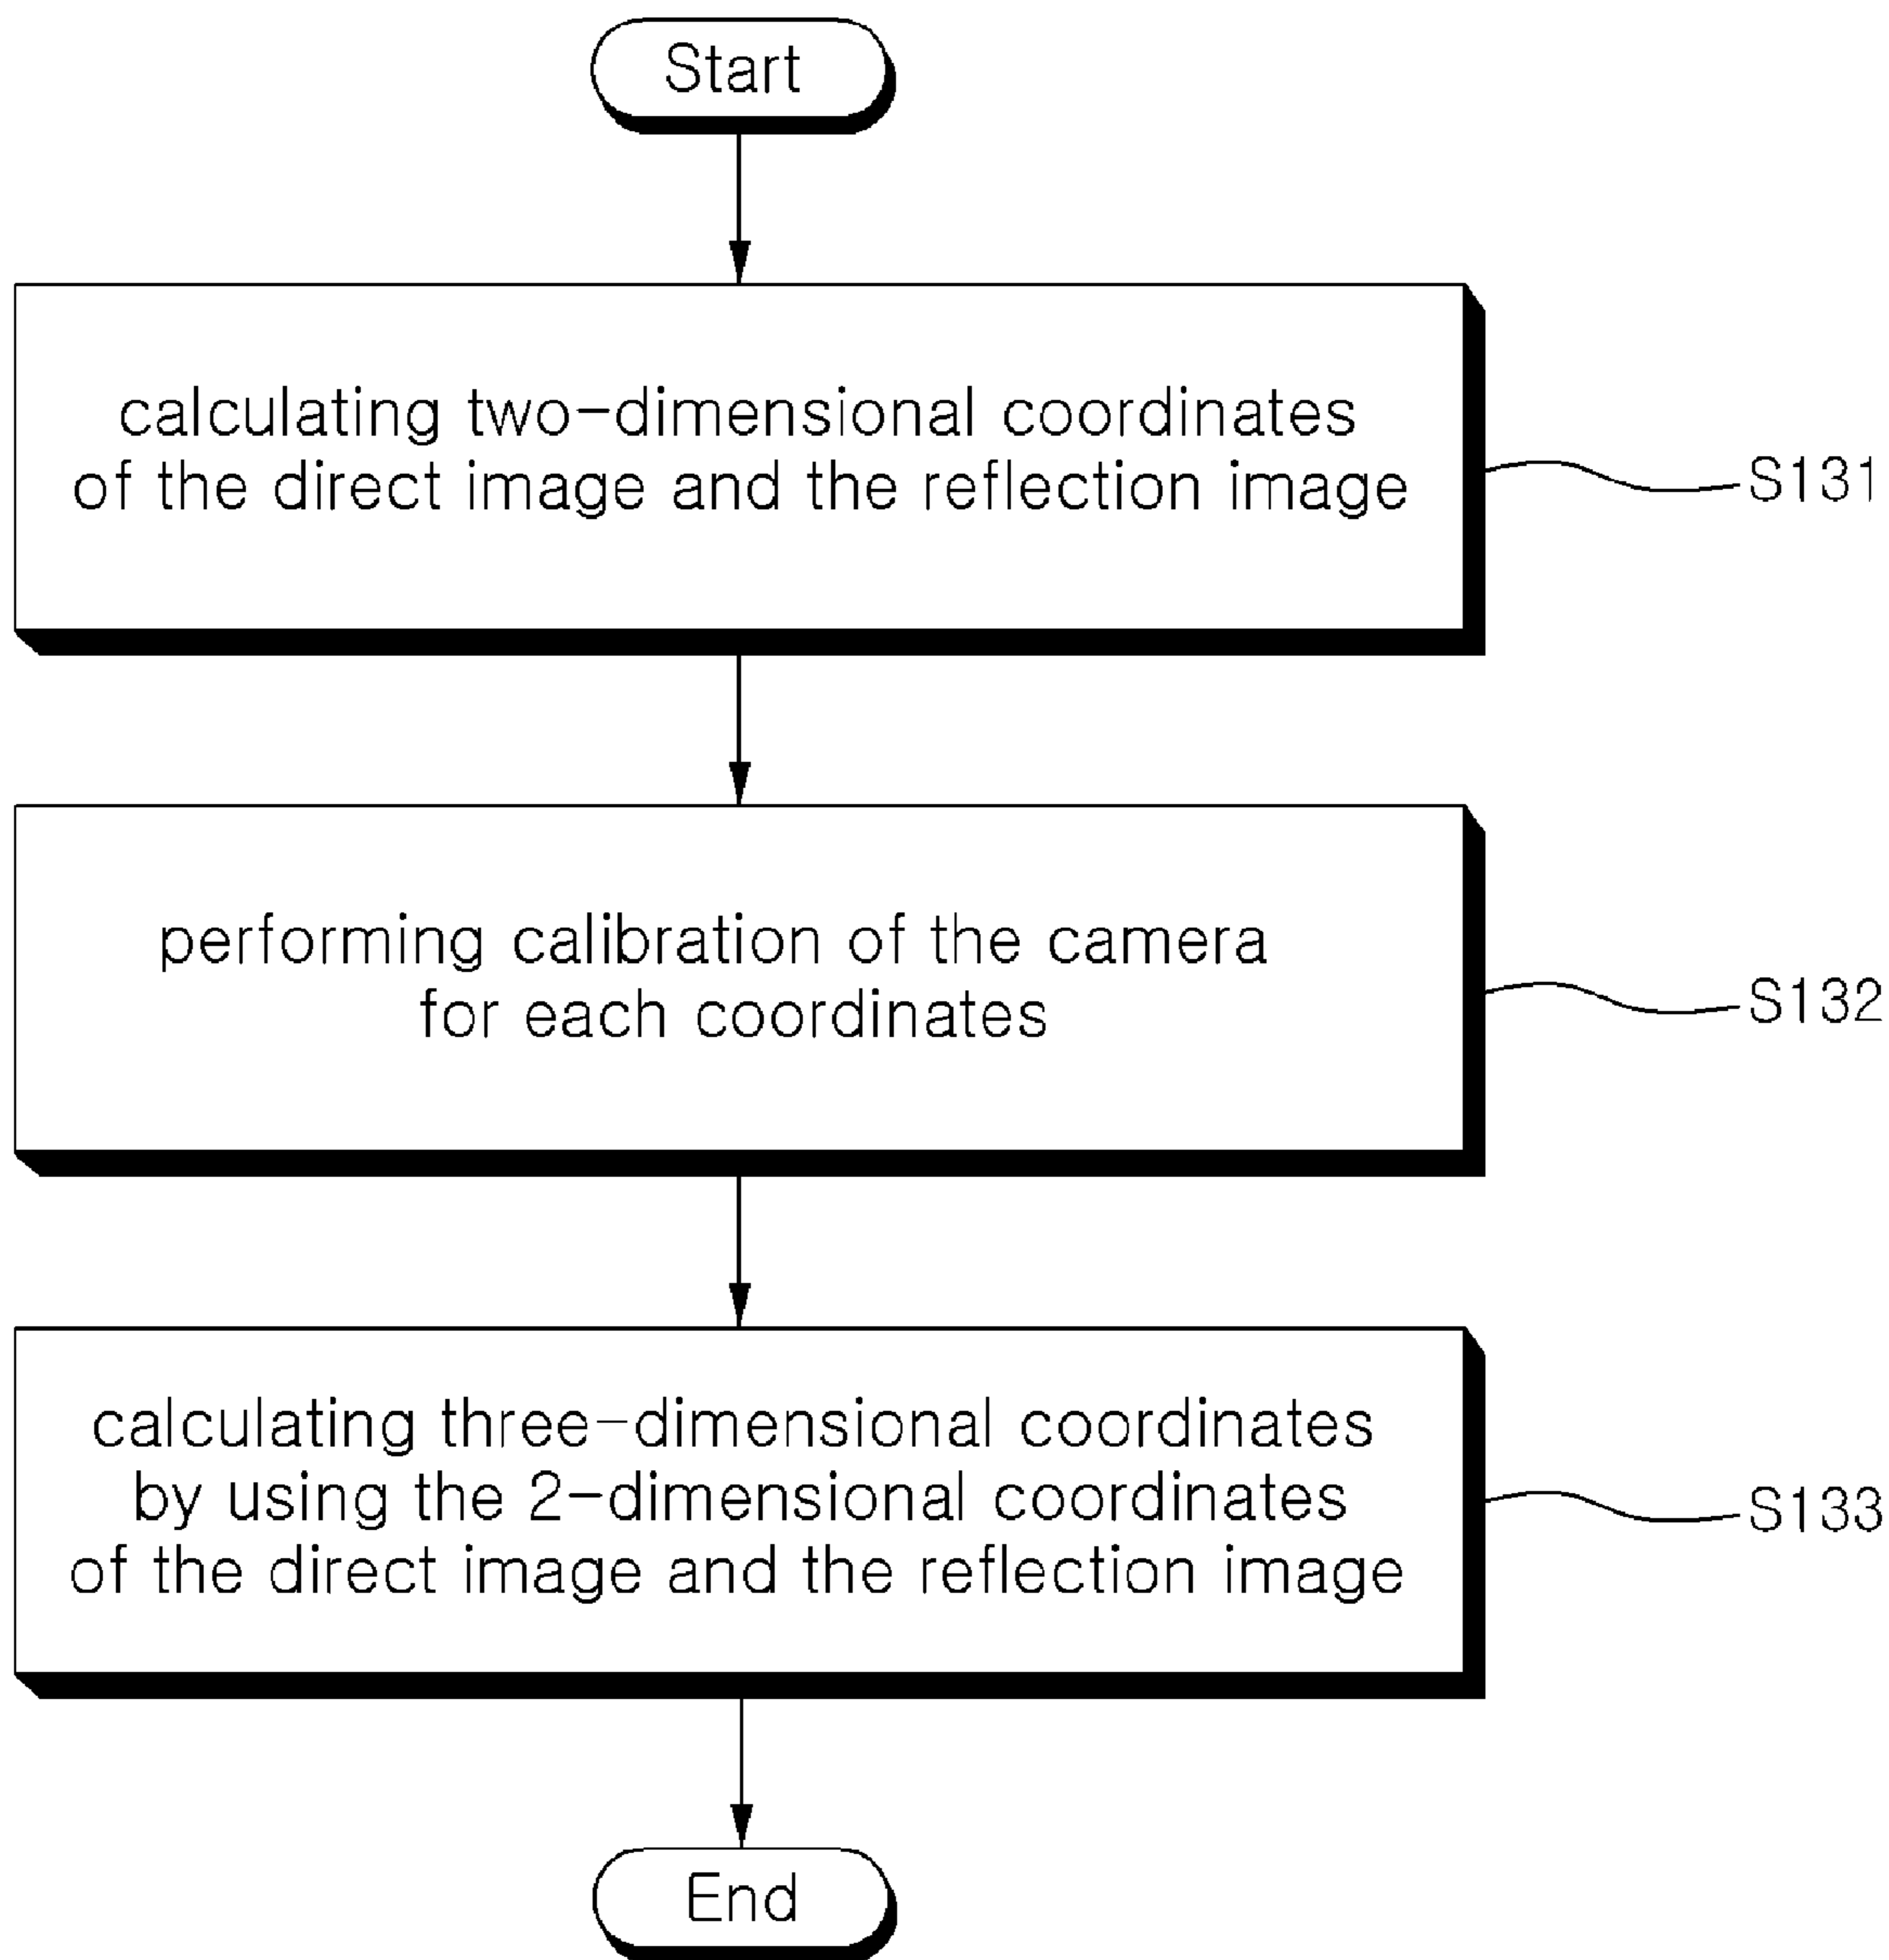 Start
calculating two-dimensional coordinates
of the direct image and the reflection image
S131
performing calibration of the camera
for each coordinates
S132
calculating three-dimensional coordinates
by using the 2-dimensional coordinates
of the direct image and the reflection image
S133
End